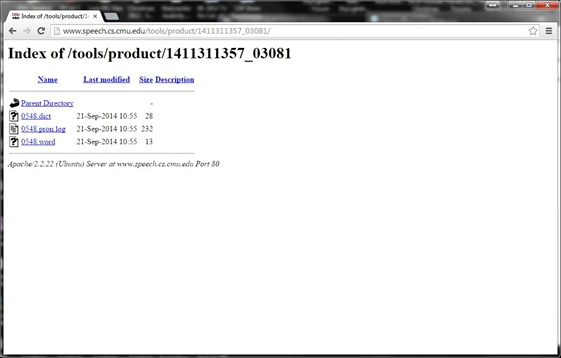 Index of /tools/product/14
www.speech.cs.cmu.edu/tools/product/1411311357_03081/
Index of /tools/product/1411311357_03081
Name Last modified Size Description
Parent Directory -
0548.dict 21-Sep-2014 10:55 28
0548.pron.log 21-Sep-2014 10:55 232
0548.word 21-Sep-2014 10:55 13
Apache/2.2.22 (Ubuntu) Server at www.speech.cs.cmu.edu Port 80